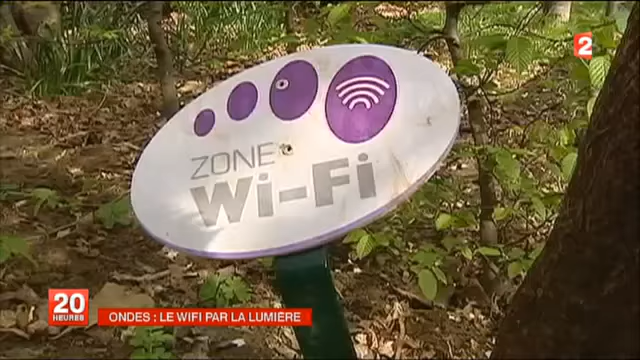 2
ZONE
Wi-Fi
20
HEURES
ONDES : LE WIFI PAR LA LUMIÈRE